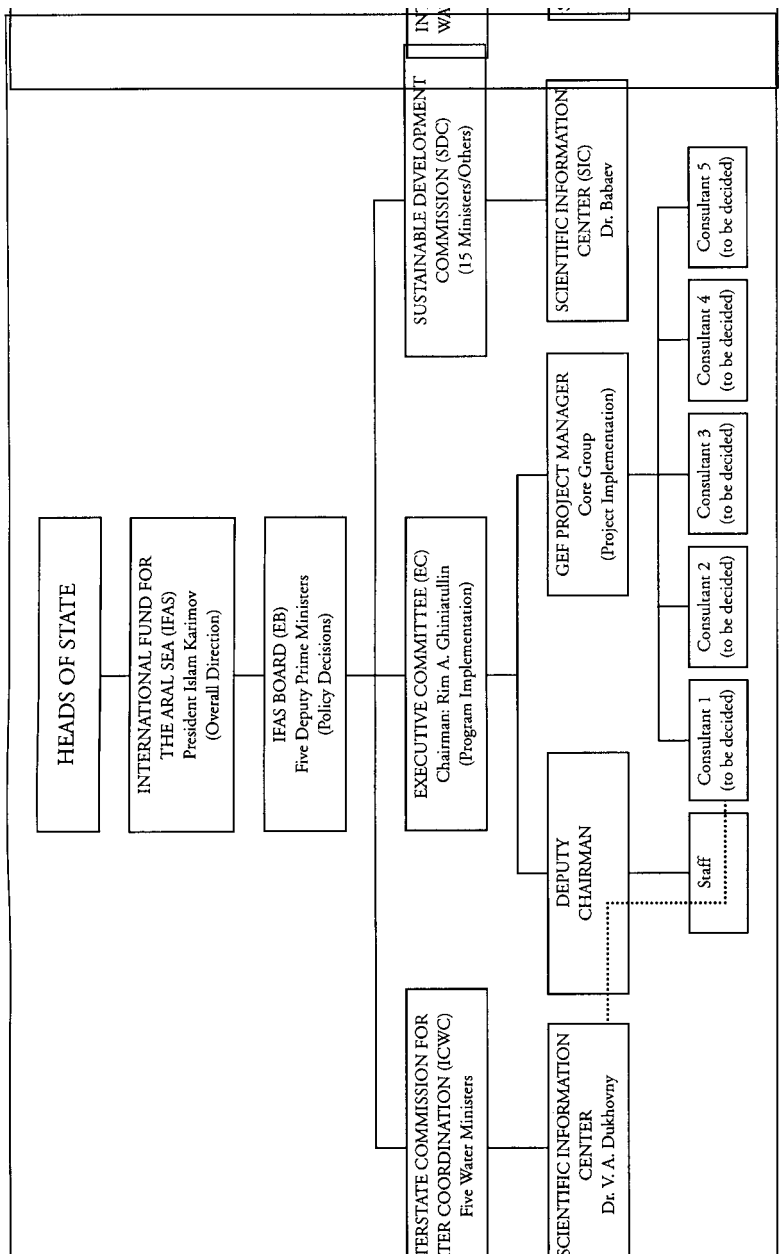 HEADS OF STATE
INTERNATIONAL FUND FOR
THE ARAL SEA (IFAS)
President Islam Karimov
(Overall Direction)
IFAS BOARD (EB)
Five Deputy Prime Ministers
(Policy Decisions)
TERSTATE COMMISSION FOR
TER COORDINATION (ICWC)
Five Water Ministers
EXECUTIVE COMMITTEE (EC)
Chairman: Rim A. Ghiniatullin
(Program Implementation)
SUSTAINABLE DEVELOPMENT
COMMISSION (SDC)
(15 Ministers/Others)
IN
WA
SCIENTIFIC INFORMATION
CENTER
Dr. V. A. Dukhovny
DEPUTY
CHAIRMAN
GEF PROJECT MANAGER
Core Group
(Project Implementation)
SCIENTIFIC INFORMATION
CENTER (SIC)
Dr. Babaev
Staff
Consultant 1
(to be decided)
Consultant 2
(to be decided)
Consultant 3
(to be decided)
Consultant 4
(to be decided)
Consultant 5
(to be decided)